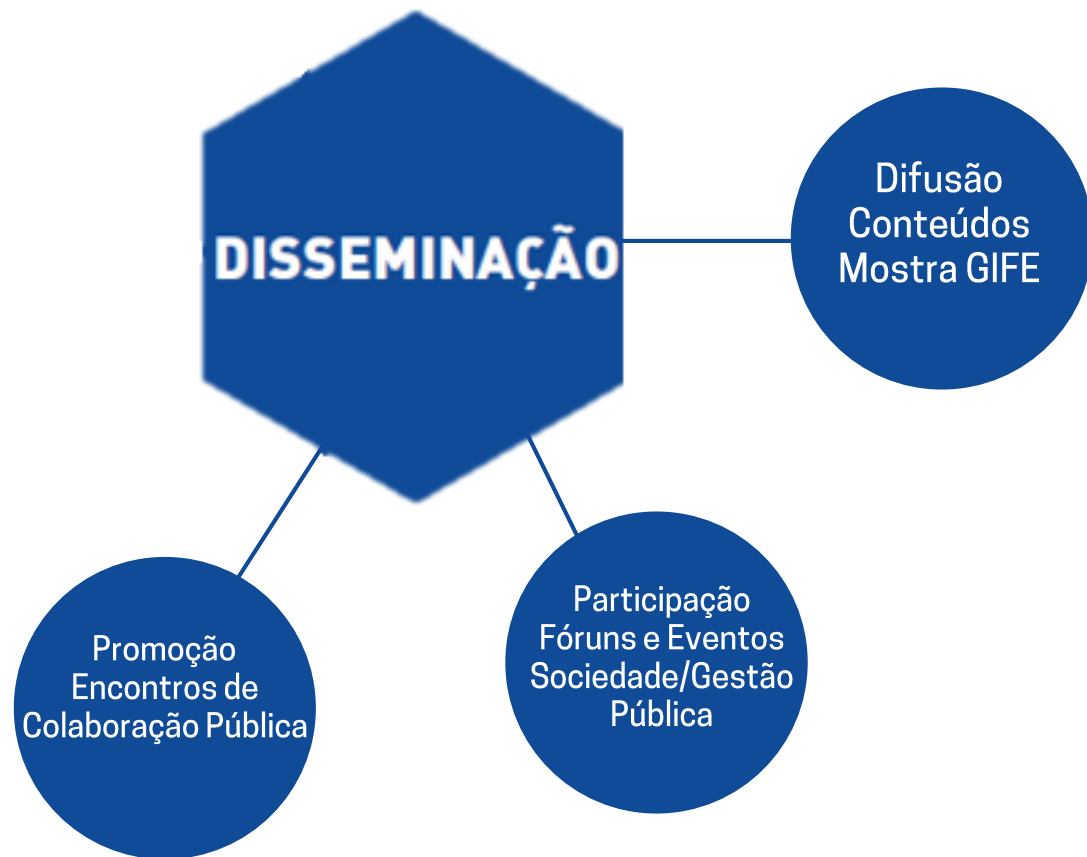 DISSEMINAÇÃO
Difusão
Conteúdos
Mostra GIFE
Participação
Fóruns e Eventos
Sociedade/Gestão
Pública
Promoção
Encontros de
Colaboração Pública